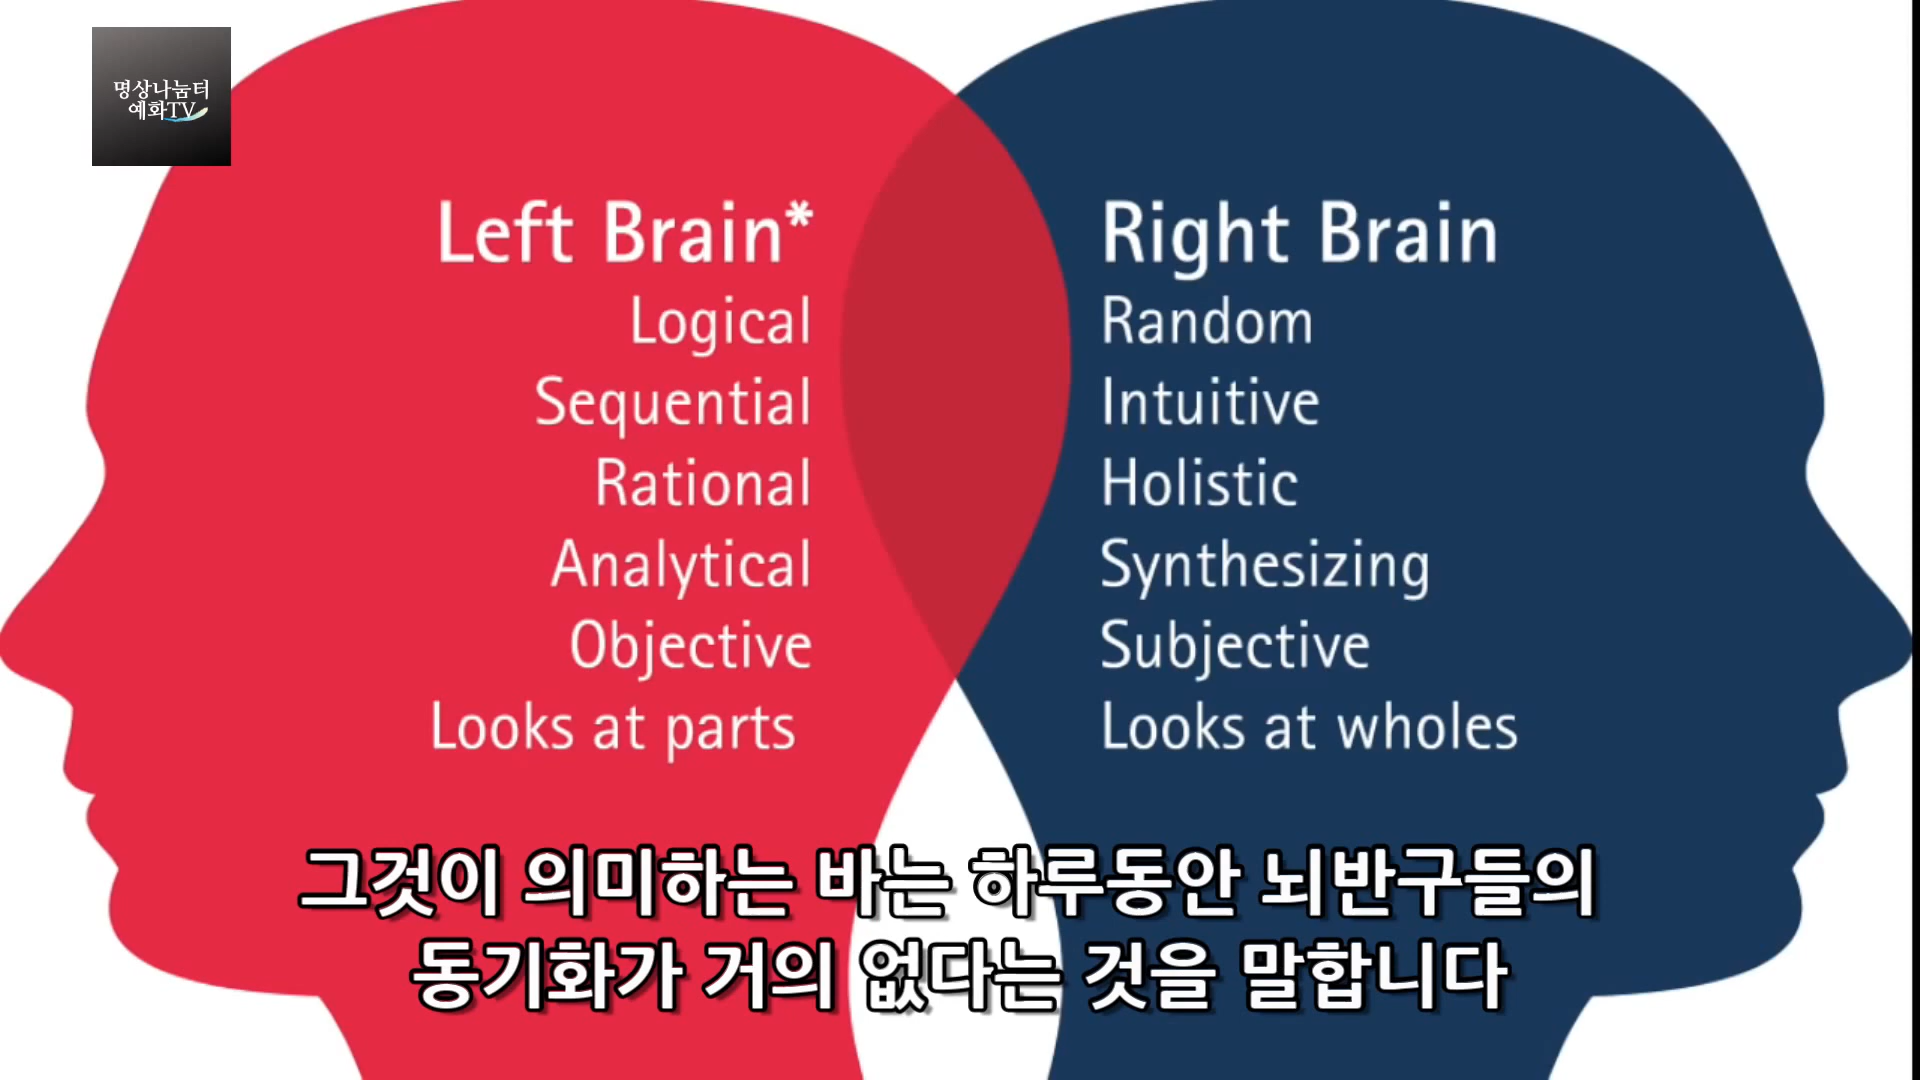 명상나눔터
예화TV
Left Brain*
Logical
Sequential
Rational
Analytical
Objective
Looks at parts
Right Brain
Random
Intuitive
Holistic
Synthesizing
Subjective
Looks at wholes
그것이 의미하는 바는 하루동안 뇌반구들의
동기화가 거의 없다는 것을 말합니다